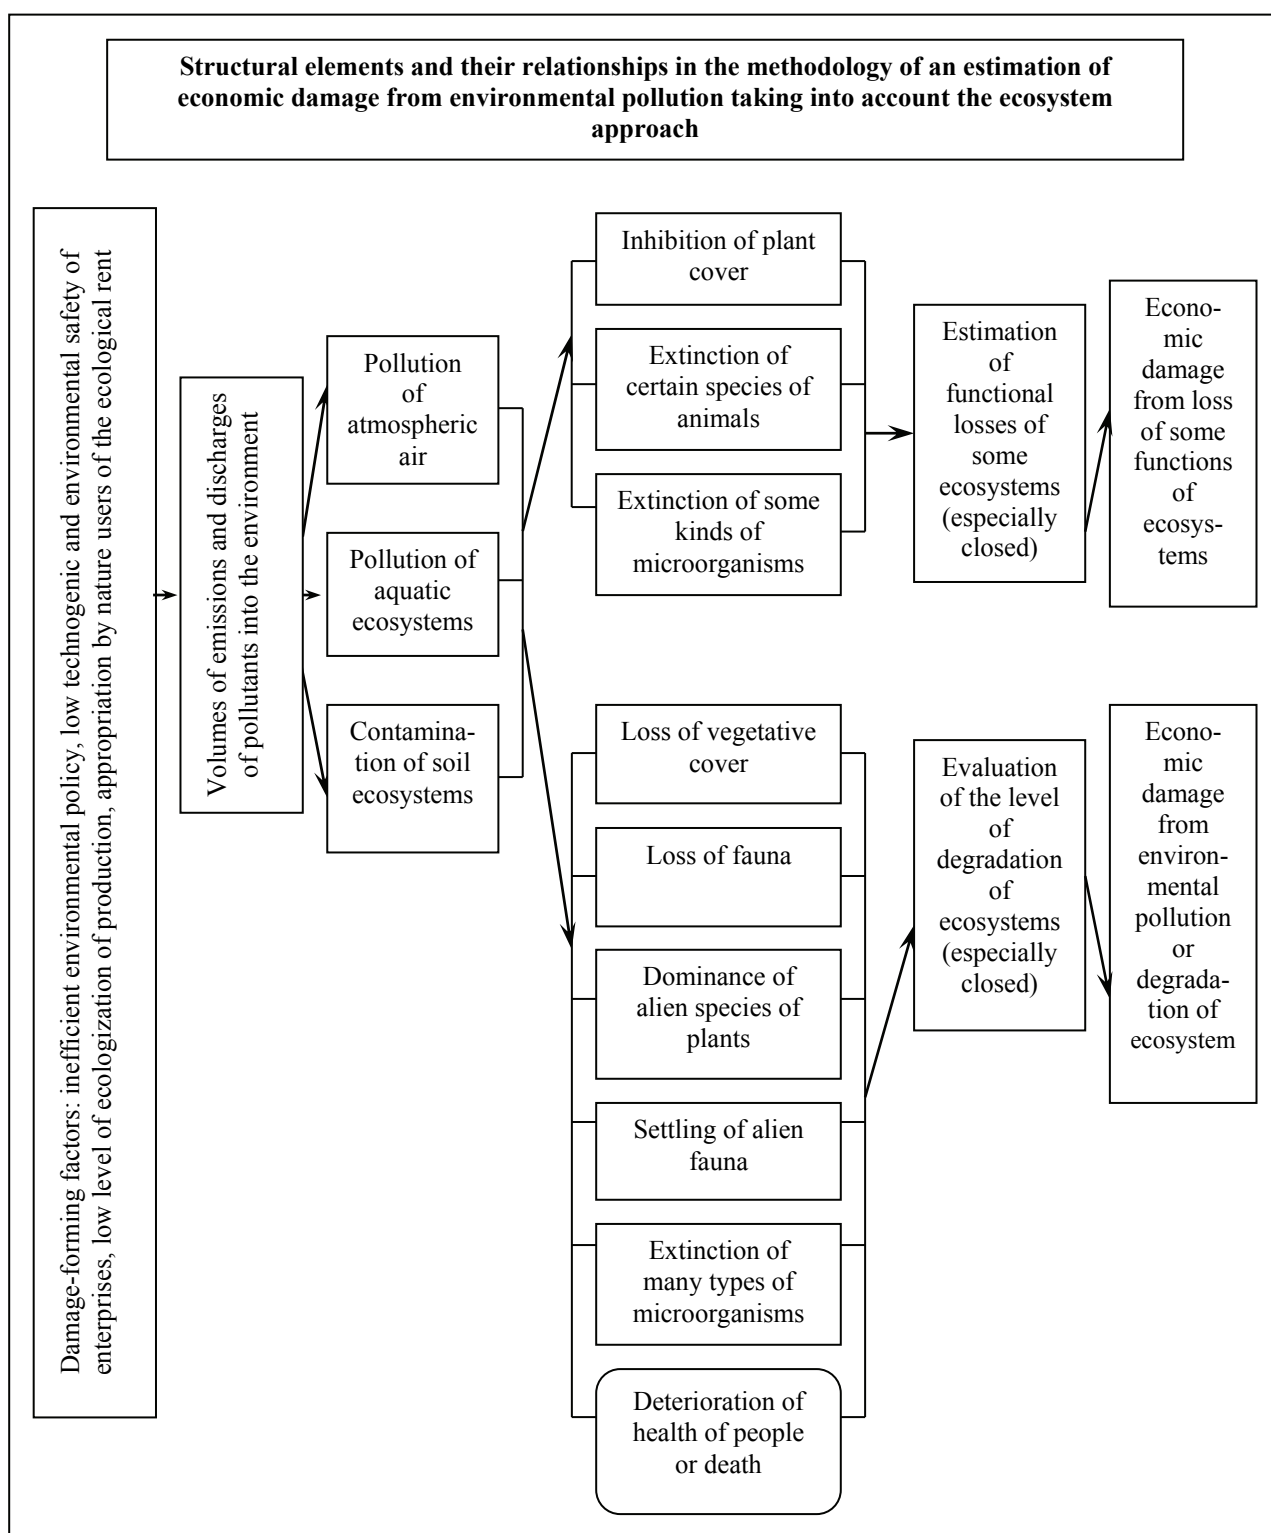 Structural elements and their relationships in the methodology of an estimation of
economic damage from environmental pollution taking into account the ecosystem
approach
Damage-forming factors: inefficient environmental policy, low technogenic and environmental safety of
enterprises, low level of ecologization of production, appropriation by nature users of the ecological rent
Volumes of emissions and discharges
of pollutants into the environment
Pollution
of
atmospheric
air
Pollution of
aquatic
ecosystems
Contamina-
tion of soil
ecosystems
Inhibition of plant
cover
Extinction of
certain species of
animals
Extinction of some
kinds of
microorganisms
Estimation
of
functional
losses of
some
ecosystems
(especially
closed)
Econo-
mic
damage
from loss
of some
functions
of
ecosys-
tems
Loss of vegetative
cover
Loss of fauna
Dominance of
alien species of
plants
Settling of alien
fauna
Extinction of
many types of
microorganisms
Deterioration of
health of people
or death
Evaluation
of the level
of
degradation
of
ecosystems
(especially
closed)
Econo-
mic
damage
from
environ-
mental
pollution
or
degrada-
tion of
ecosystem